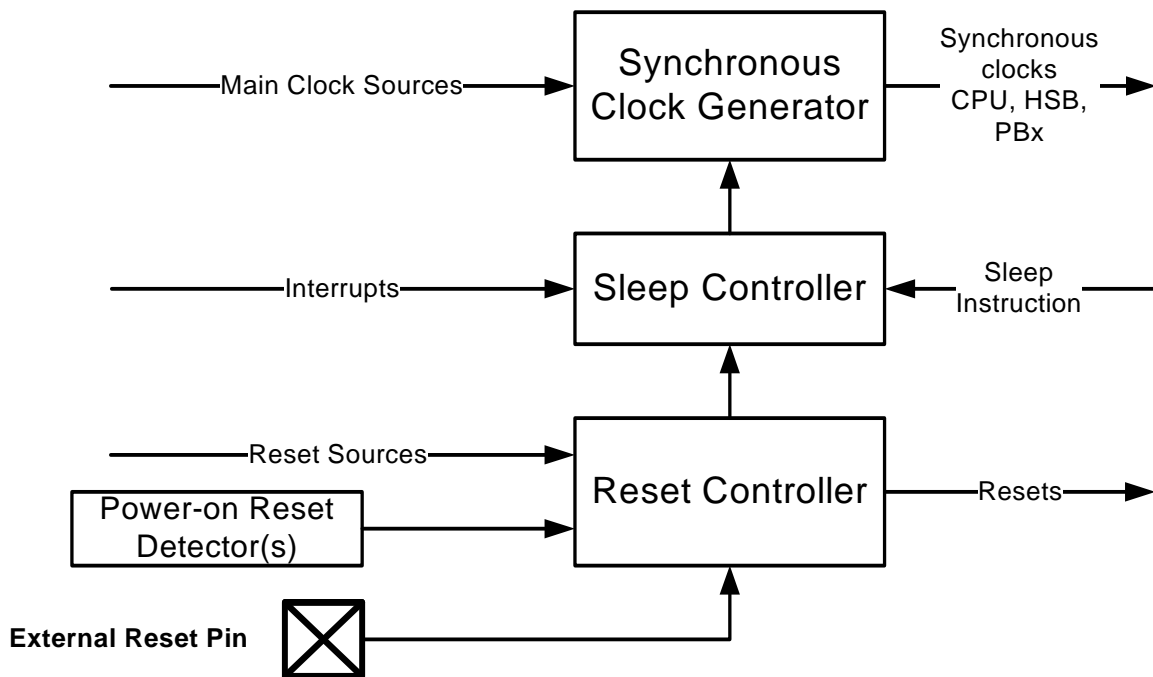 Main Clock Sources
Synchronous
Clock Generator
Synchronous
clocks
CPU, HSB,
PBx
Interrupts
Sleep Controller
Sleep
Instruction
Reset Sources
Power-on Reset
Detector(s)
Reset Controller
Resets
External Reset Pin